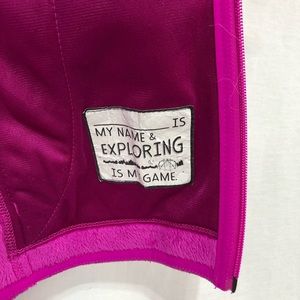 IS
MY NAME &
EXPLORING
IS MY GAME.